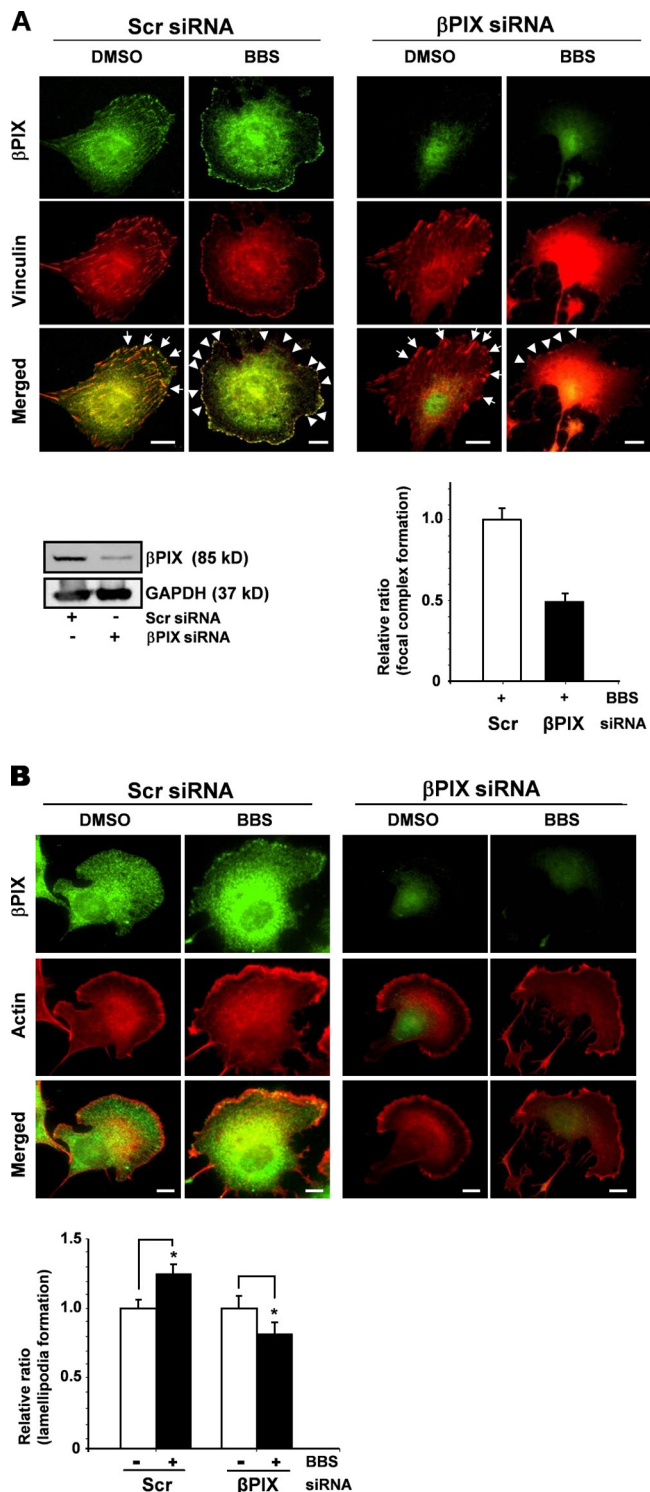 A
Scr siRNA
βPIX siRNA
DMSO
BBS
DMSO
BBS
βPIX
Vinculin
Merged
βPIX (85 kD)
GAPDH (37 kD)
+ - Scr siRNA
- + βPIX siRNA
Relative ratio
(focal complex formation)
1.0
0.5
0
+ + BBS
Scr βPIX siRNA
B
Scr siRNA
βPIX siRNA
DMSO
BBS
DMSO
BBS
βPIX
Actin
Merged
Relative ratio
(lamellipodia formation)
1.5
1.0
0.5
0
* *
- + - + BBS
Scr βPIX siRNA